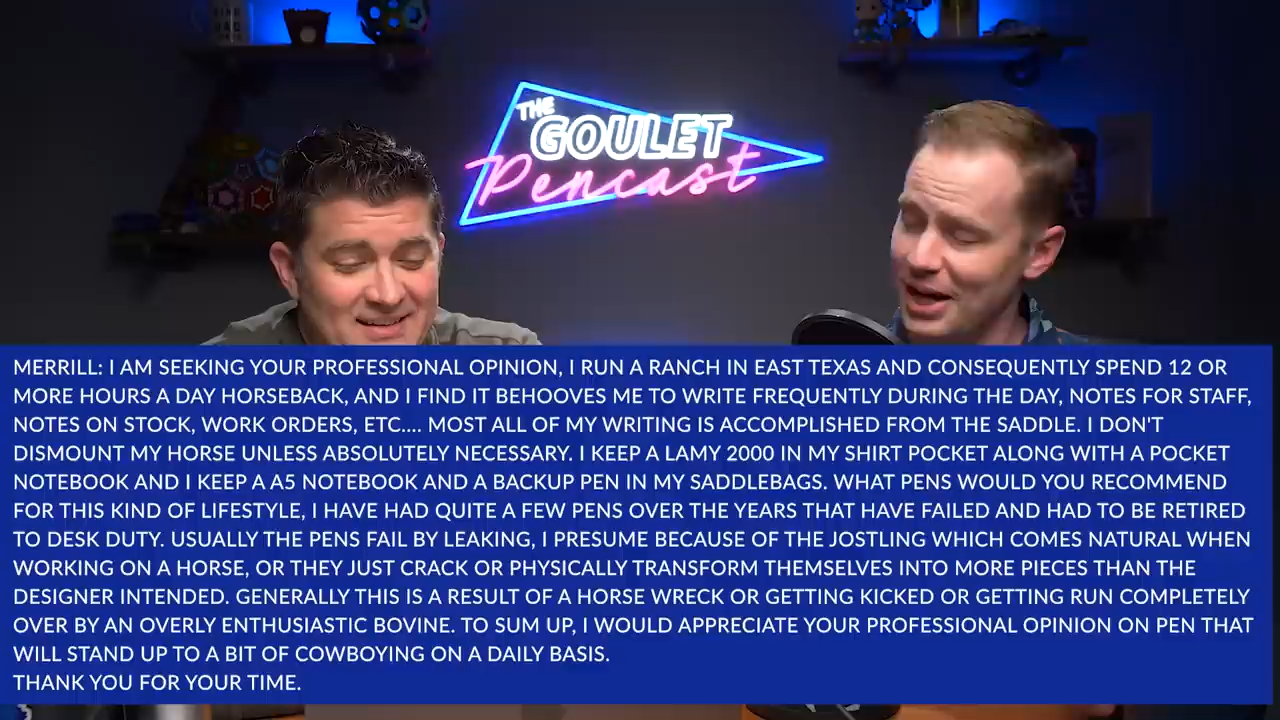 THE
GOULET
Pencast
MERRILL: I AM SEEKING YOUR PROFESSIONAL OPINION, I RUN A RANCH IN EAST TEXAS AND CONSEQUENTLY SPEND 12 OR
MORE HOURS A DAY HORSEBACK, AND I FIND IT BEHOOVES ME TO WRITE FREQUENTLY DURING THE DAY, NOTES FOR STAFF,
NOTES ON STOCK, WORK ORDERS, ETC.... MOST ALL OF MY WRITING IS ACCOMPLISHED FROM THE SADDLE. I DON'T
DISMOUNT MY HORSE UNLESS ABSOLUTELY NECESSARY. I KEEP A LAMY 2000 IN MY SHIRT POCKET ALONG WITH A POCKET
NOTEBOOK AND I KEEP A A5 NOTEBOOK AND A BACKUP PEN IN MY SADDLEBAGS. WHAT PENS WOULD YOU RECOMMEND
FOR THIS KIND OF LIFESTYLE, I HAVE HAD QUITE A FEW PENS OVER THE YEARS THAT HAVE FAILED AND HAD TO BE RETIRED
TO DESK DUTY. USUALLY THE PENS FAIL BY LEAKING, I PRESUME BECAUSE OF THE JOSTLING WHICH COMES NATURAL WHEN
WORKING ON A HORSE, OR THEY JUST CRACK OR PHYSICALLY TRANSFORM THEMSELVES INTO MORE PIECES THAN THE
DESIGNER INTENDED. GENERALLY THIS IS A RESULT OF A HORSE WRECK OR GETTING KICKED OR GETTING RUN COMPLETELY
OVER BY AN OVERLY ENTHUSIASTIC BOVINE. TO SUM UP, I WOULD APPRECIATE YOUR PROFESSIONAL OPINION ON PEN THAT
WILL STAND UP TO A BIT OF COWBOYING ON A DAILY BASIS.
THANK YOU FOR YOUR TIME.